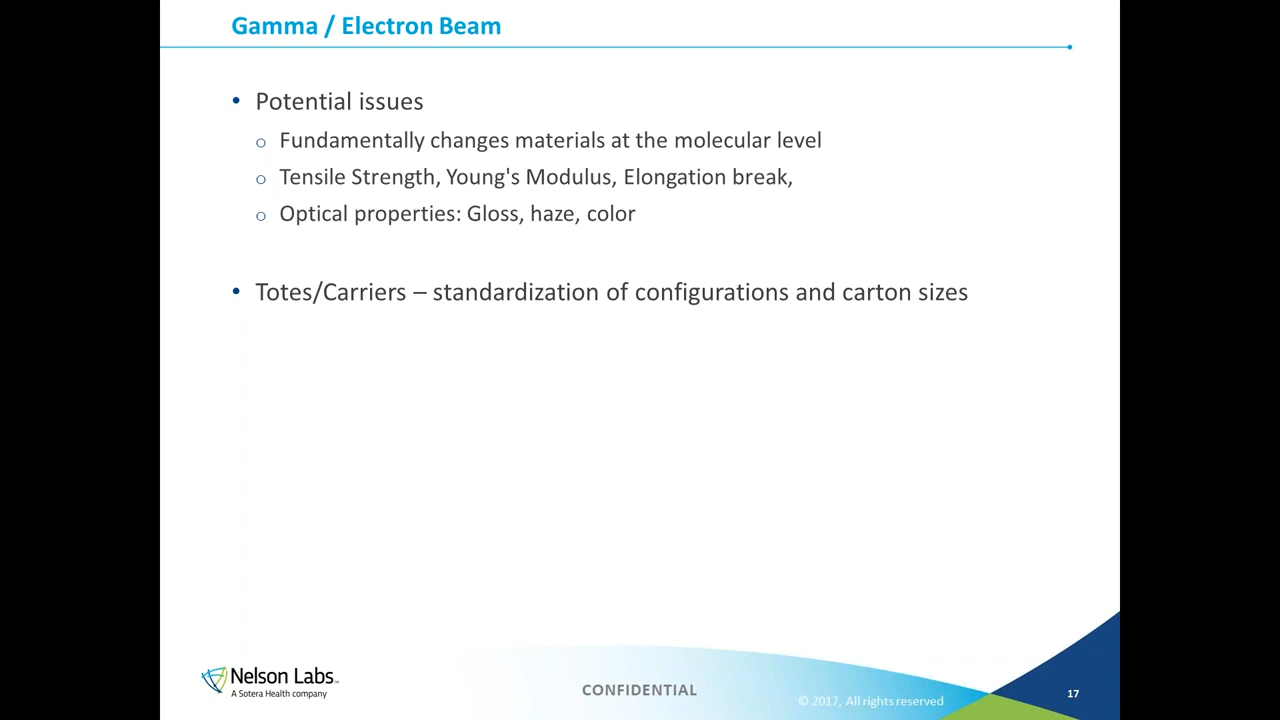 Gamma / Electron Beam
• Potential issues
o Fundamentally changes materials at the molecular level
o Tensile Strength, Young's Modulus, Elongation break,
o Optical properties: Gloss, haze, color
• Totes/Carriers – standardization of configurations and carton sizes
Nelson Labs™
A Sotera Health company
CONFIDENTIAL
© 2017, All rights reserved
17